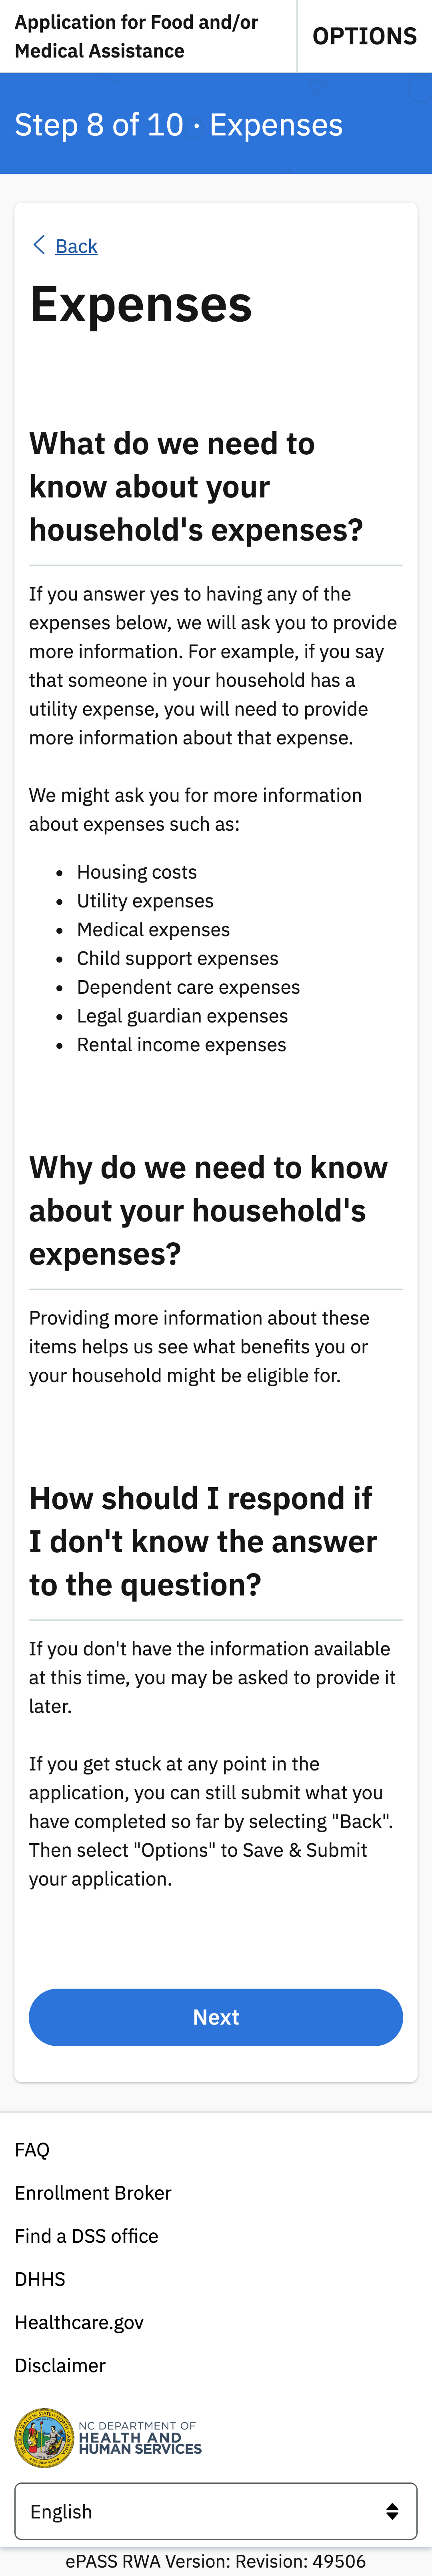 Application for Food and/or
Medical Assistance
OPTIONS
Step 8 of 10 · Expenses
Back
Expenses
What do we need to
know about your
household's expenses?
If you answer yes to having any of the
expenses below, we will ask you to provide
more information. For example, if you say
that someone in your household has a
utility expense, you will need to provide
more information about that expense.
We might ask you for more information
about expenses such as:
• Housing costs
• Utility expenses
• Medical expenses
• Child support expenses
• Dependent care expenses
• Legal guardian expenses
• Rental income expenses
Why do we need to know
about your household's
expenses?
Providing more information about these
items helps us see what benefits you or
your household might be eligible for.
How should I respond if
I don't know the answer
to the question?
If you don't have the information available
at this time, you may be asked to provide it
later.
If you get stuck at any point in the
application, you can still submit what you
have completed so far by selecting "Back".
Then select "Options" to Save & Submit
your application.
Next
FAQ
Enrollment Broker
Find a DSS office
DHHS
Healthcare.gov
Disclaimer
NC DEPARTMENT OF
HEALTH AND
HUMAN SERVICES
English
ePASS RWA Version: Revision: 49506